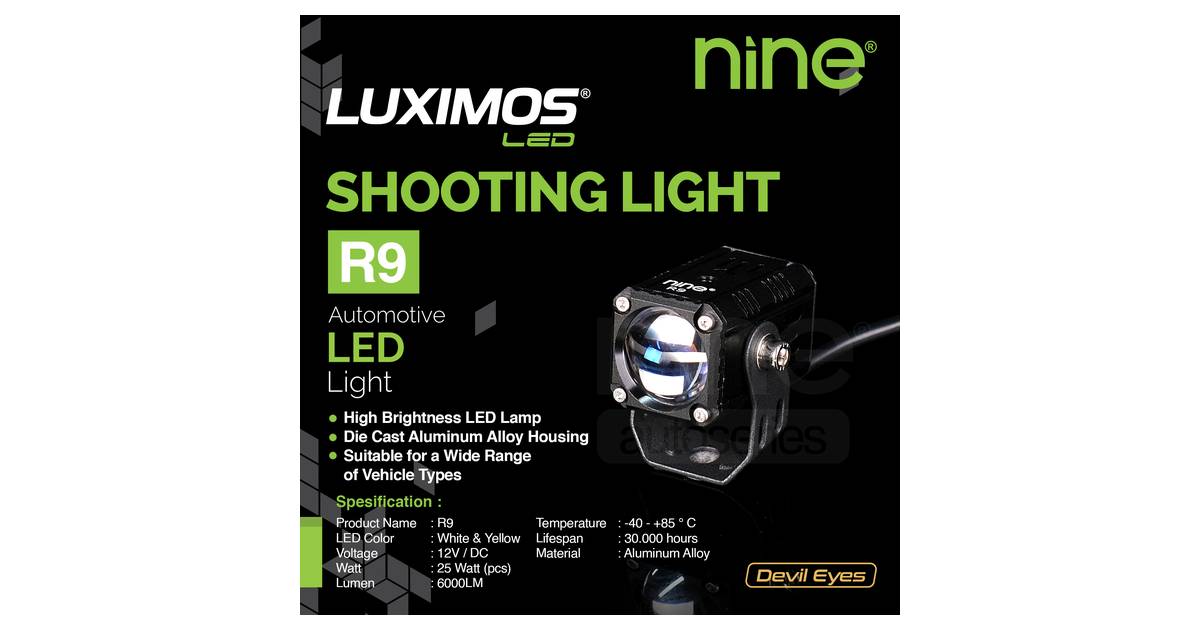 nine®
LUXIMOS®
LED
SHOOTING LIGHT
R9
nine®
R9
Automotive
LED
Light
• High Brightness LED Lamp
• Die Cast Aluminum Alloy Housing
• Suitable for a Wide Range
of Vehicle Types
nine®
autoseries
Spesification :
Product Name : R9
LED Color : White & Yellow
Voltage : 12V / DC
Watt : 25 Watt (pcs)
Lumen : 6000LM
Temperature : -40 - +85 ° C
Lifespan : 30.000 hours
Material : Aluminum Alloy
Devil Eyes